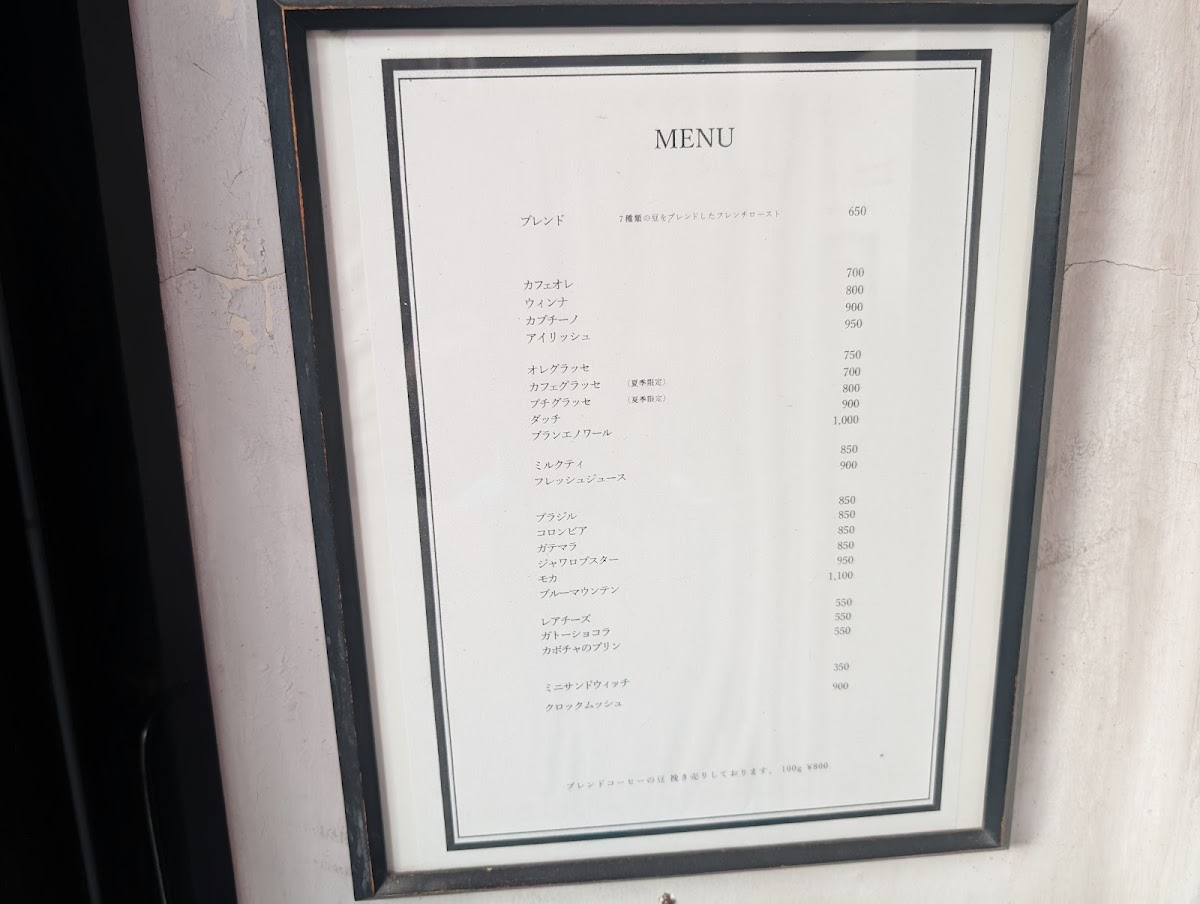 MENU
ブレンド 7種類の豆をブレンドしたフレンチロースト 650
カフェオレ 700
ウィンナ 800
カプチーノ 900
アイリッシュ 950
オレグラッセ 750
カフェグラッセ (夏季限定) 700
プチグラッセ (夏季限定) 800
ダッチ 900
ブランエノワール 1,000
ミルクティ 850
フレッシュジュース 900
ブラジル 850
コロンビア 850
ガテマラ 850
ジャワロブスター 850
モカ 950
ブルーマウンテン 1,100
レアチーズ 550
ガトーショコラ 550
カボチャのプリン 550
ミニサンドウィッチ 350
クロックムッシュ 900
ブレンドコーヒーの豆 挽き売りしております。 100g ¥800